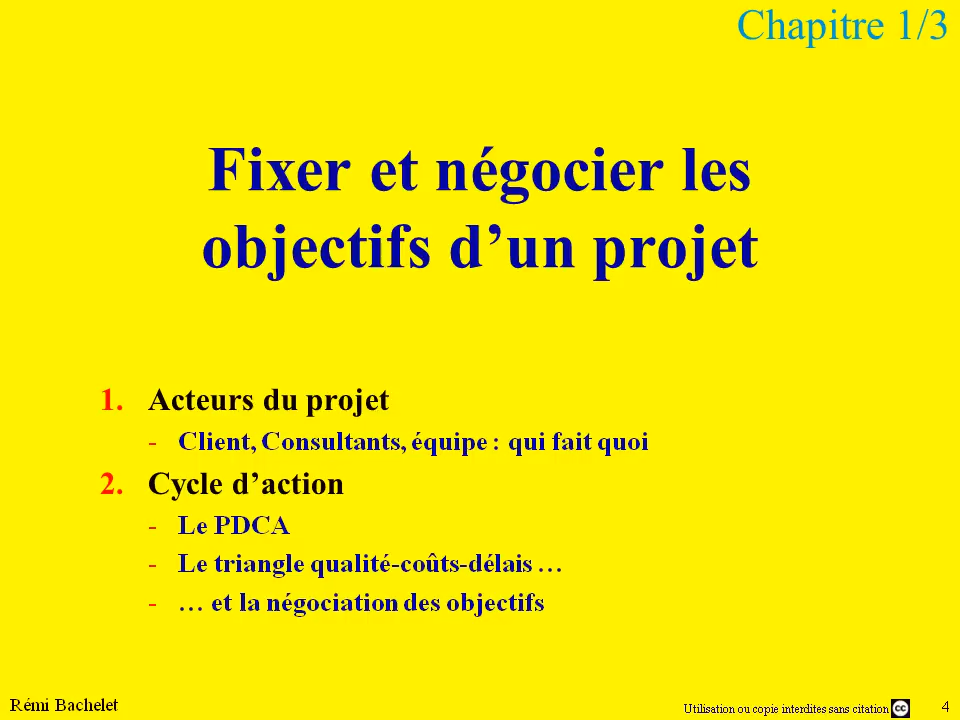 Chapitre 1/3
Fixer et négocier les
objectifs d’un projet
1. Acteurs du projet
- Client, Consultants, équipe : qui fait quoi
2. Cycle d’action
- Le PDCA
- Le triangle qualité-coûts-délais …
- … et la négociation des objectifs
Rémi Bachelet
Utilisation ou copie interdites sans citation cc 4